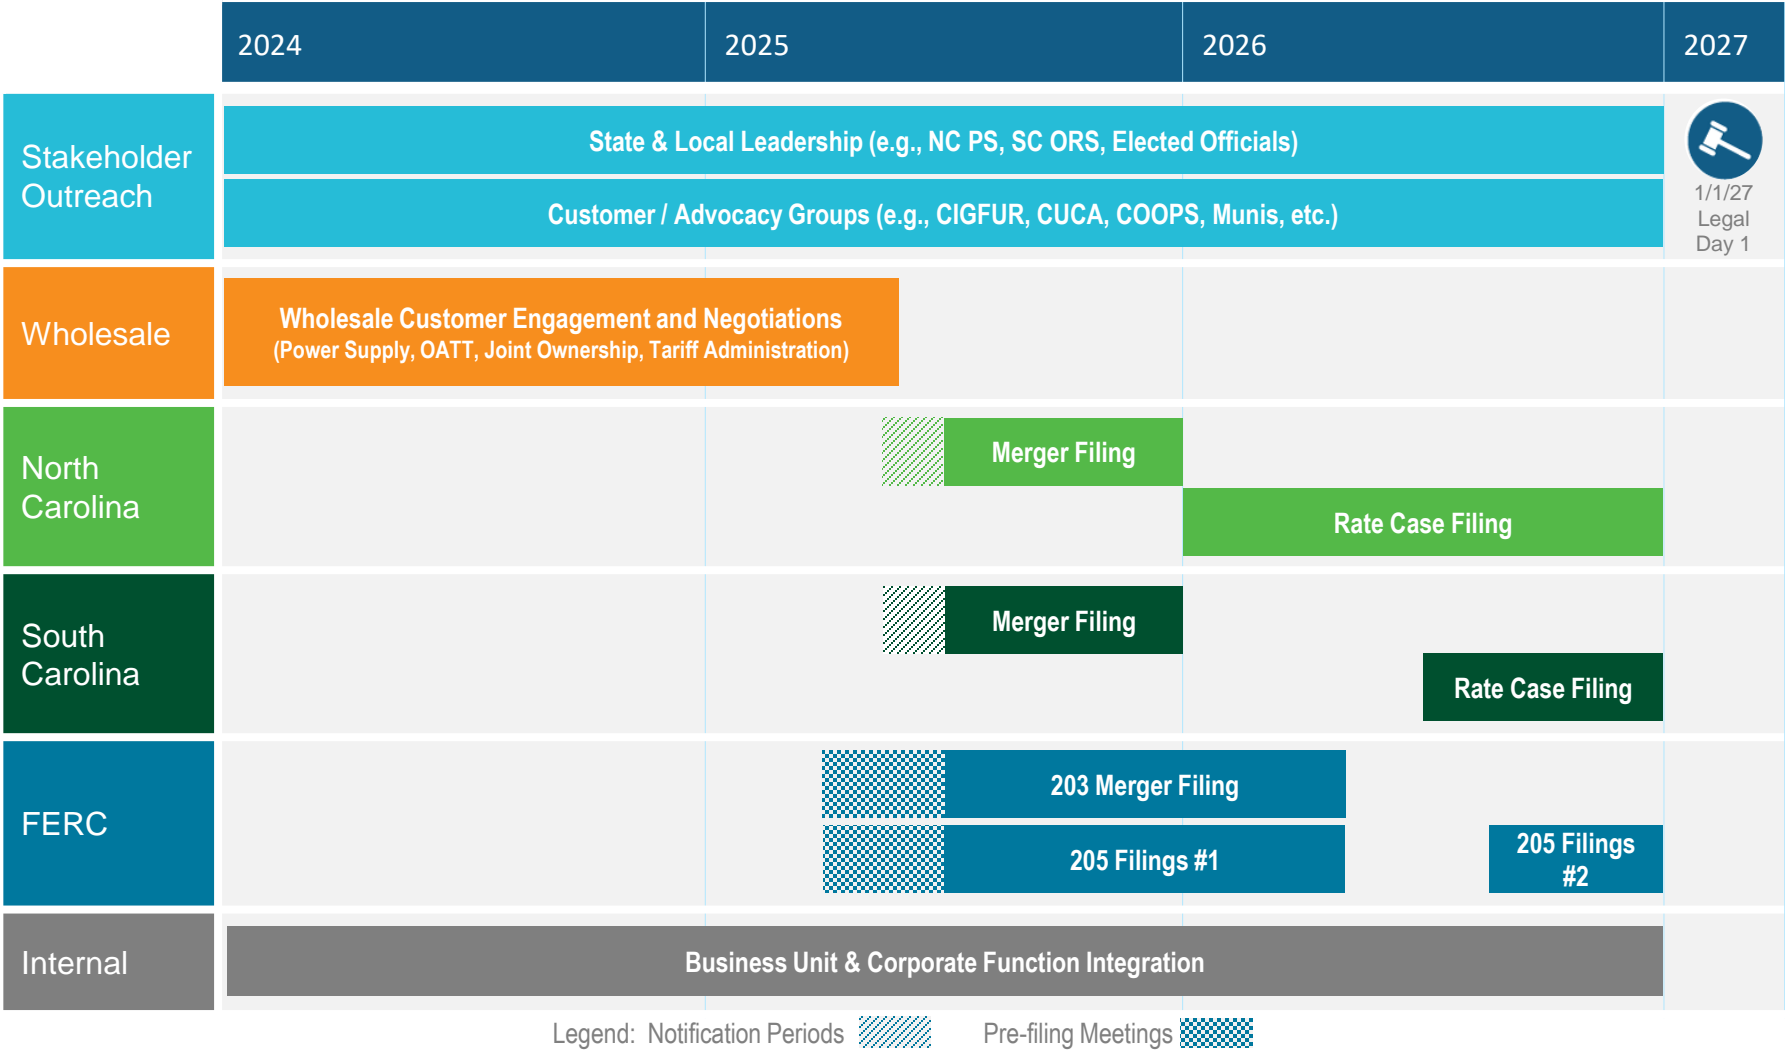 2024
2025
2026
2027
Stakeholder
Outreach
State & Local Leadership (e.g., NC PS, SC ORS, Elected Officials)
Customer / Advocacy Groups (e.g., CIGFUR, CUCA, COOPS, Munis, etc.)
1/1/27
Legal
Day 1
Wholesale
Wholesale Customer Engagement and Negotiations
(Power Supply, OATT, Joint Ownership, Tariff Administration)
North
Carolina
Merger Filing
Rate Case Filing
South
Carolina
Merger Filing
Rate Case Filing
FERC
203 Merger Filing
205 Filings #1
205 Filings
#2
Internal
Business Unit & Corporate Function Integration
Legend: Notification Periods
Pre-filing Meetings